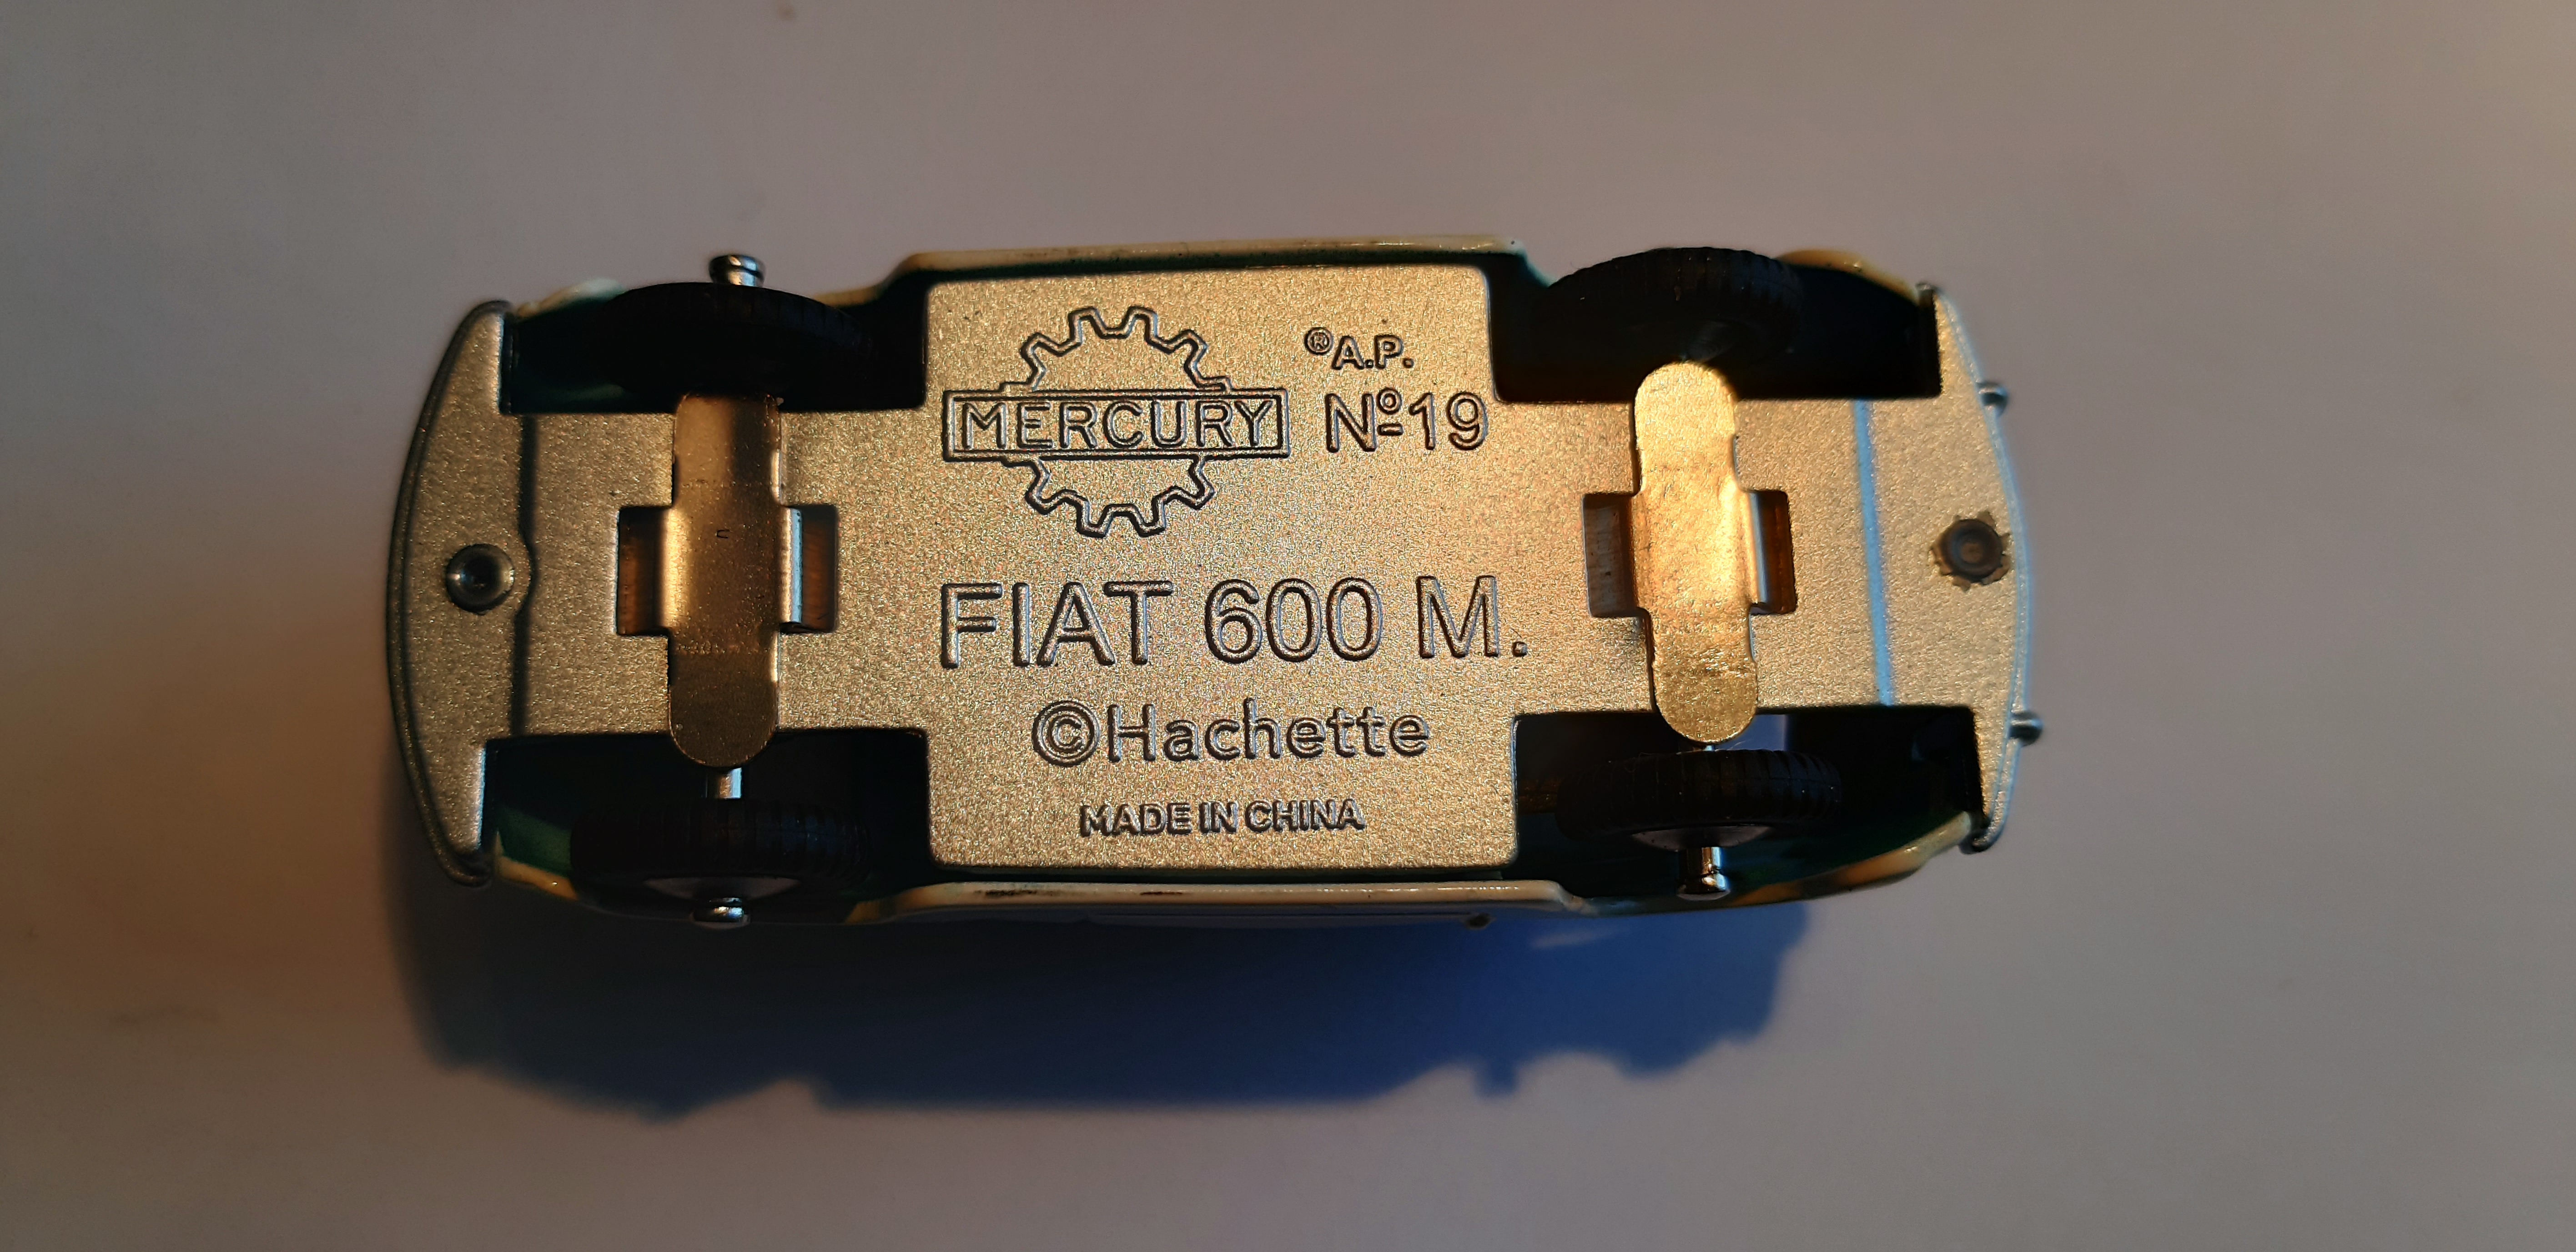 ® A.P.
MERCURY Nº19
FIAT 600 M.
©Hachette
MADE IN CHINA